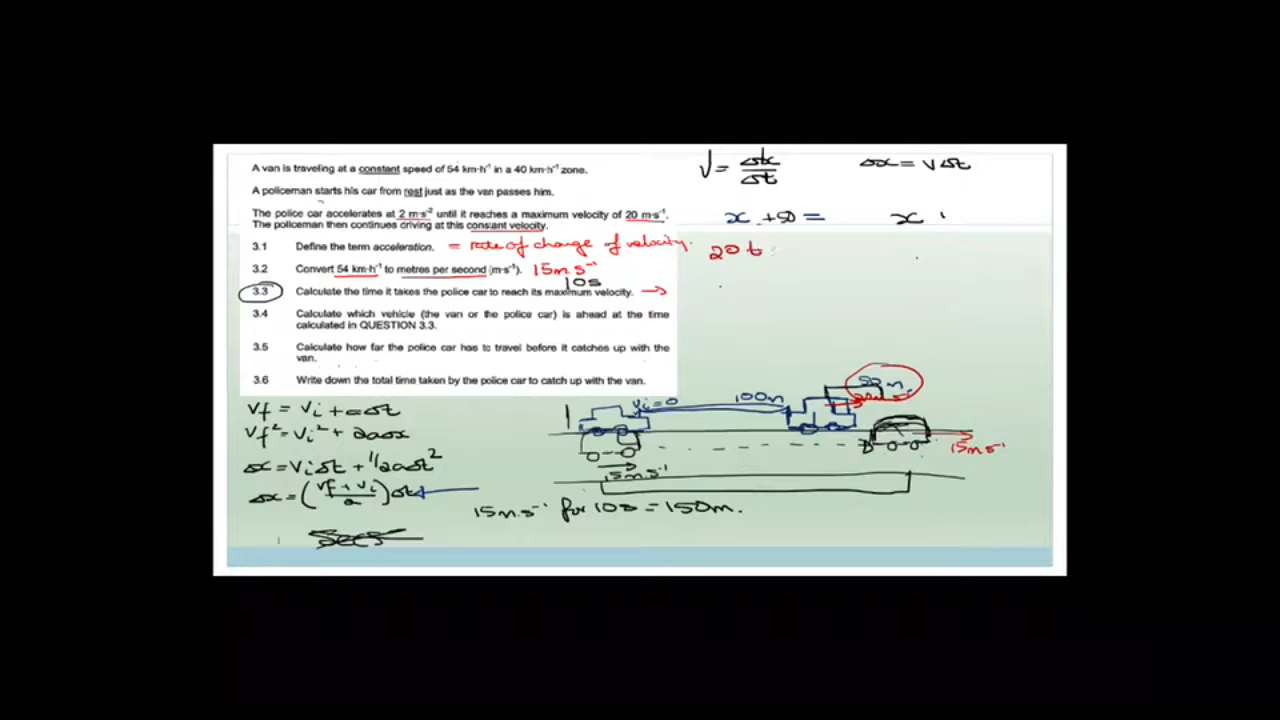 A van is traveling at a constant speed of 54 km·h⁻¹ in a 40 km·h⁻¹ zone.
A policeman starts his car from rest just as the van passes him.
The police car accelerates at 2 m·s⁻² until it reaches a maximum velocity of 20 m·s⁻¹.
The policeman then continues driving at this constant velocity.
3.1 Define the term acceleration. = rate of change of velocity.
3.2 Convert 54 km·h⁻¹ to metres per second (m·s⁻¹). 15m.s⁻¹
10s
3.3 Calculate the time it takes the police car to reach its maximum velocity. →
3.4 Calculate which vehicle (the van or the police car) is ahead at the time
calculated in QUESTION 3.3.
3.5 Calculate how far the police car has to travel before it catches up with the
van.
3.6 Write down the total time taken by the police car to catch up with the van.
V = Δx/Δt Δx = VΔt
x + 50 = x
20t
vf = vi + aΔt
vf² = vi² + 2aΔx
Δx = viΔt + 1/2aΔt²
Δx = (vf + vi / 2)Δt
vi=0 100m
15m.s⁻¹
15m.s⁻¹
15m.s⁻¹ for 10s = 150m.